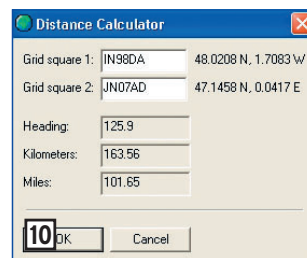 Distance Calculator
Grid square 1: IN98DA 48.0208 N, 1.7083 W
Grid square 2: JN07AD 47.1458 N, 0.0417 E
Heading: 125.9
Kilometers: 163.56
Miles: 101.65
10 OK Cancel